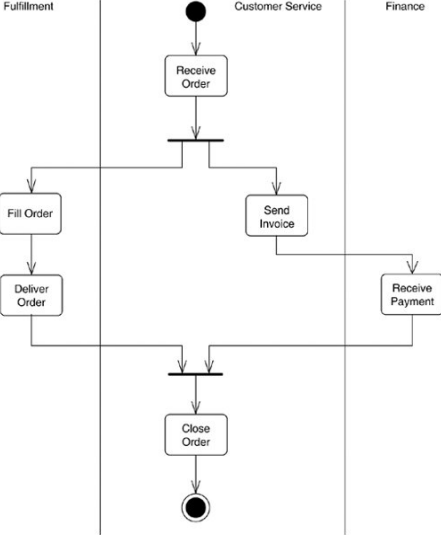 Fulfillment
Customer Service
Finance
Receive
Order
Fill Order
Send
Invoice
Deliver
Order
Receive
Payment
Close
Order